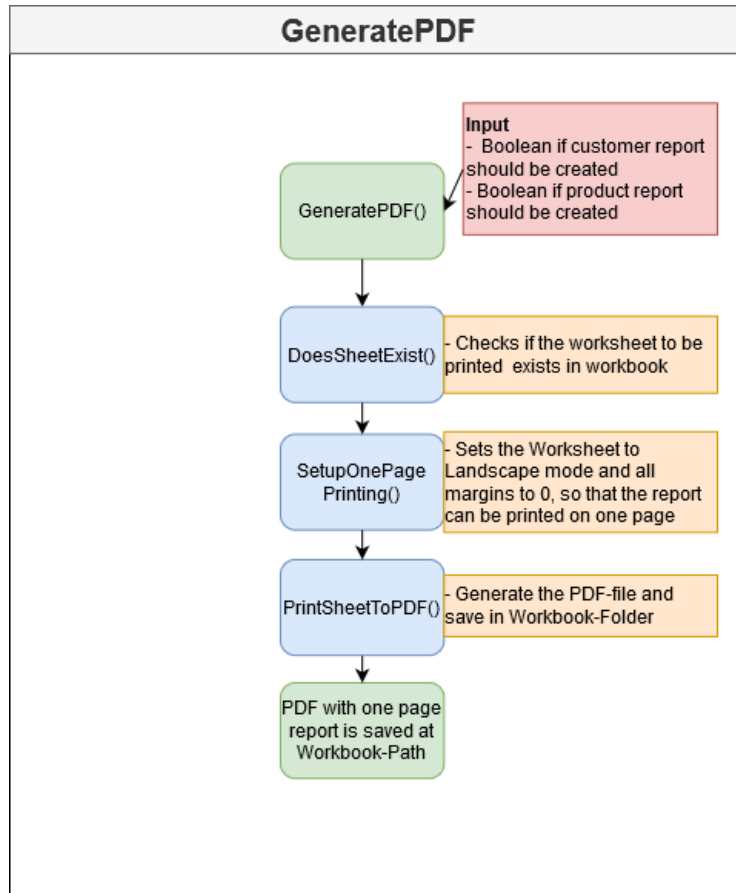 GeneratePDF
Input
- Boolean if customer report
should be created
- Boolean if product report
should be created
GeneratePDF()
DoesSheetExist()
- Checks if the worksheet to be
printed exists in workbook
SetupOnePage
Printing()
- Sets the Worksheet to
Landscape mode and all
margins to 0, so that the report
can be printed on one page
PrintSheetToPDF()
- Generate the PDF-file and
save in Workbook-Folder
PDF with one page
report is saved at
Workbook-Path